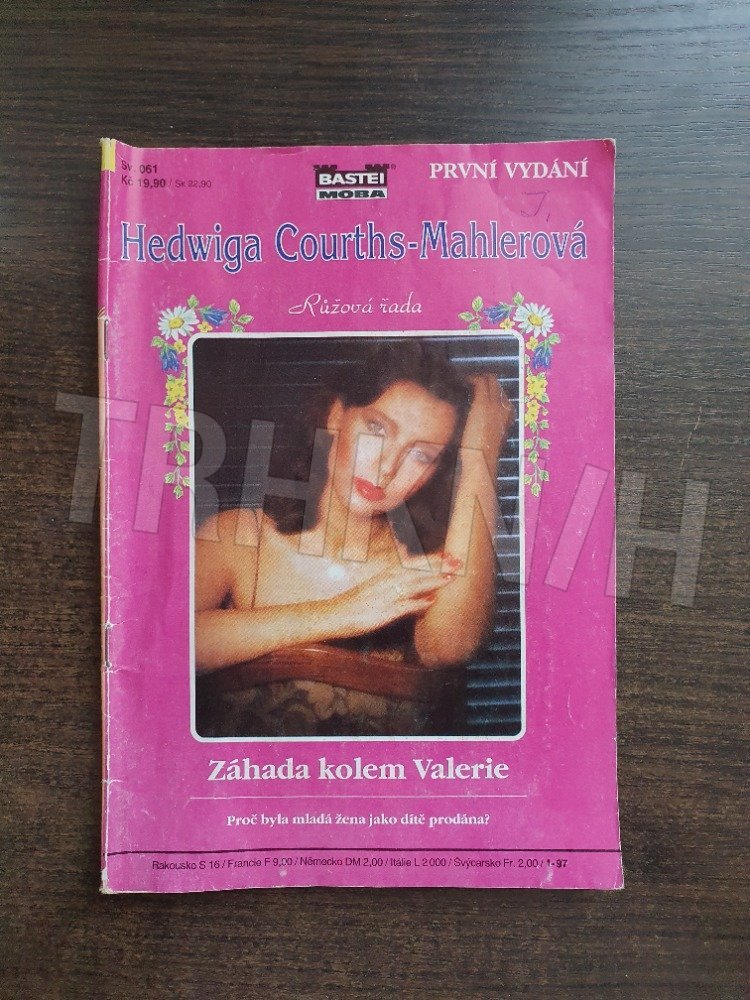 Sv. 061
Kč 19,90 / Sk 22,90
BASTEI
MOBA
PRVNÍ VYDÁNÍ
Hedwiga Courths-Mahlerová
Růžová řada
TRHKNIH
Záhada kolem Valerie
Proč byla mladá žena jako dítě prodána?
Rakousko S 16 / Francie F 9,00 / Německo DM 2,00 / Itálie L 2000 / Švýcarsko Fr. 2,00 / 1-97